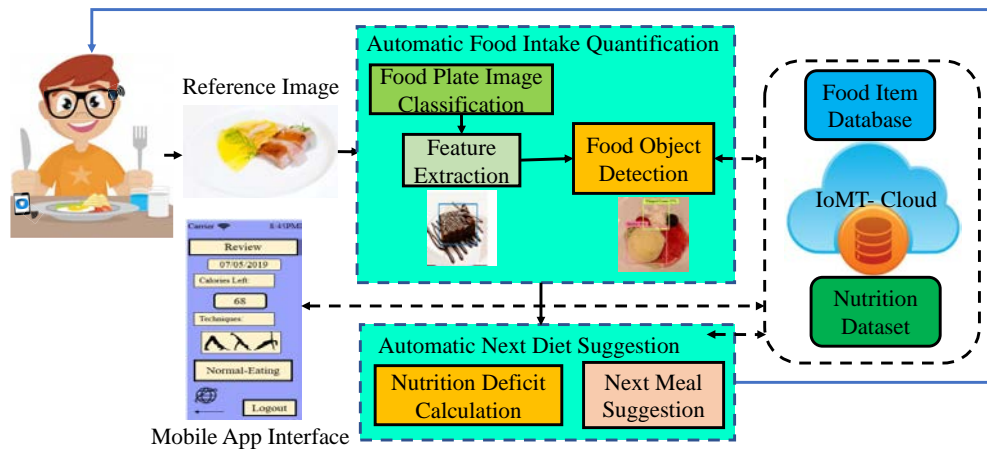 Automatic Food Intake Quantification
Food Plate Image
Classification
Reference Image
Feature
Extraction
Food Object
Detection
Food Item
Database
IoMT- Cloud
Nutrition
Dataset
Carrier
8:45PM
Review
07/05/2019
Calories Left:
68
Techniques:
Normal-Eating
Logout
Mobile App Interface
Automatic Next Diet Suggestion
Nutrition Deficit
Calculation
Next Meal
Suggestion